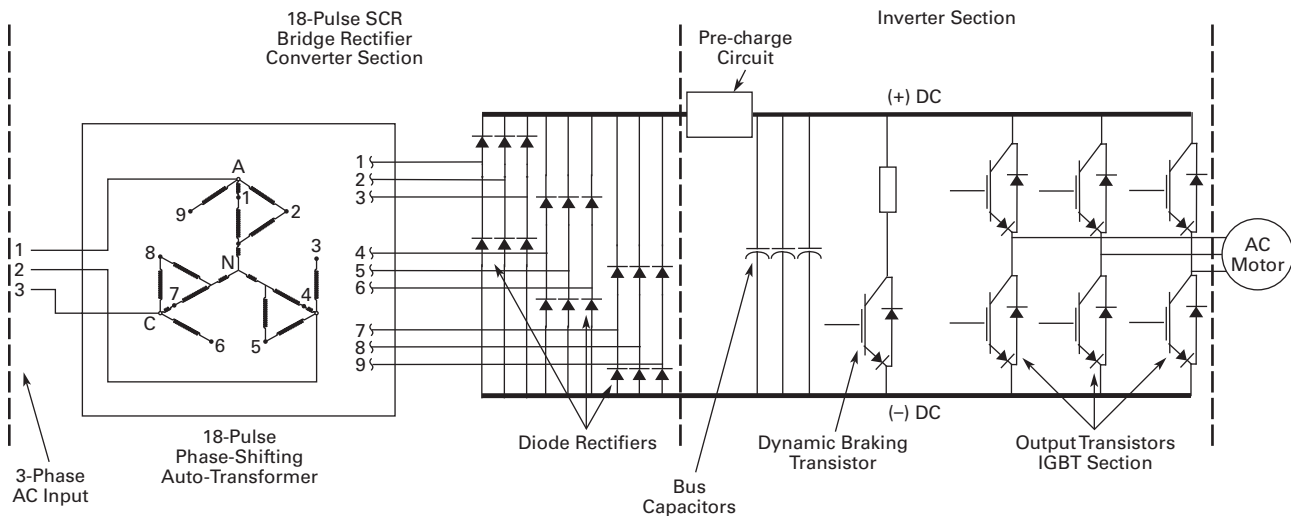 18-Pulse SCR
Bridge Rectifier
Converter Section
Inverter Section
Pre-charge
Circuit
(+) DC
A
1
9
2
N
8
3
7
4
C
6
5
1
2
3
1
2
3
4
5
6
7
8
9
AC
Motor
(–) DC
3-Phase
AC Input
18-Pulse
Phase-Shifting
Auto-Transformer
Diode Rectifiers
Bus
Capacitors
Dynamic Braking
Transistor
Output Transistors
IGBT Section